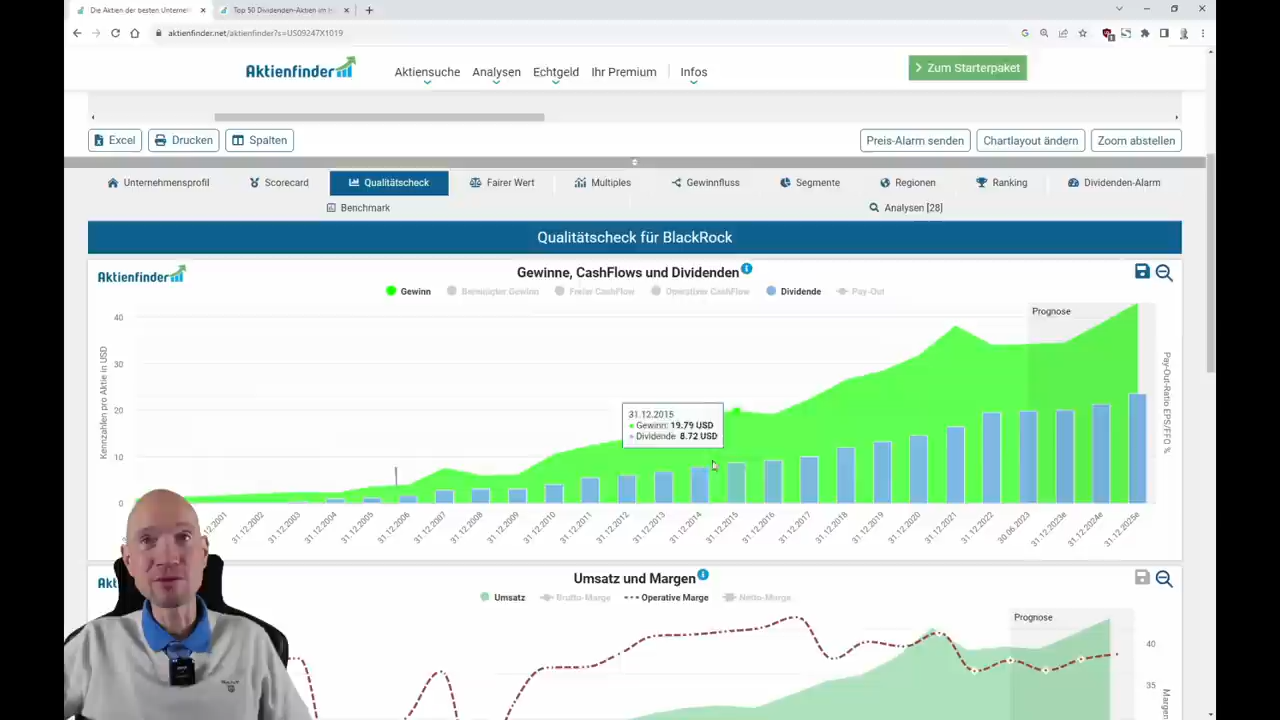 Die Aktien der besten Unterneh
Top 50 Dividenden-Aktien im H
aktienfinder.net/aktienfinder?s=US09247X1019
Aktienfinder
Aktiensuche
Analysen
Echtgeld
Ihr Premium
Infos
Zum Starterpaket
Excel
Drucken
Spalten
Preis-Alarm senden
Chartlayout ändern
Zoom abstellen
Unternehmensprofil
Scorecard
Qualitätscheck
Fairer Wert
Multiples
Gewinnfluss
Segmente
Regionen
Ranking
Dividenden-Alarm
Benchmark
Analysen [28]
Qualitätscheck für BlackRock
Aktienfinder
Gewinne, CashFlows und Dividenden
Gewinn
Bereinigter Gewinn
Freier CashFlow
Operativer CashFlow
Dividende
Pay-Out
Kennzahlen pro Aktie in USD
40
30
20
10
0
Prognose
Pay-Out-Ratio EPS/FFO %
31.12.2015
Gewinn: 19.79 USD
Dividende 8.72 USD
31.12.2001
31.12.2002
31.12.2003
31.12.2004
31.12.2005
31.12.2006
31.12.2007
31.12.2008
31.12.2009
31.12.2010
31.12.2011
31.12.2012
31.12.2013
31.12.2014
31.12.2015
31.12.2016
31.12.2017
31.12.2018
31.12.2019
31.12.2020
31.12.2021
31.12.2022
30.06.2023
31.12.2023e
31.12.2024e
31.12.2025e
Akt
Umsatz und Margen
Umsatz
Brutto-Marge
Operative Marge
Netto-Marge
Prognose
40
35
Margen